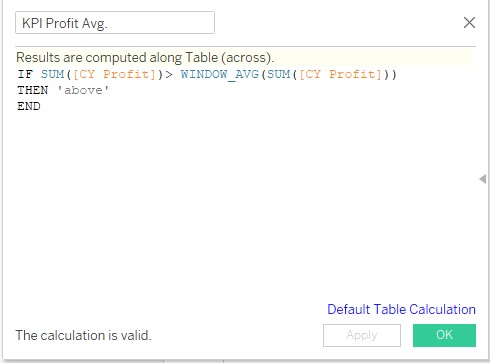 KPI Profit Avg.
Results are computed along Table (across).
IF SUM([CY Profit])> WINDOW_AVG(SUM([CY Profit]))
THEN 'above'
END
Default Table Calculation
The calculation is valid.
Apply
OK